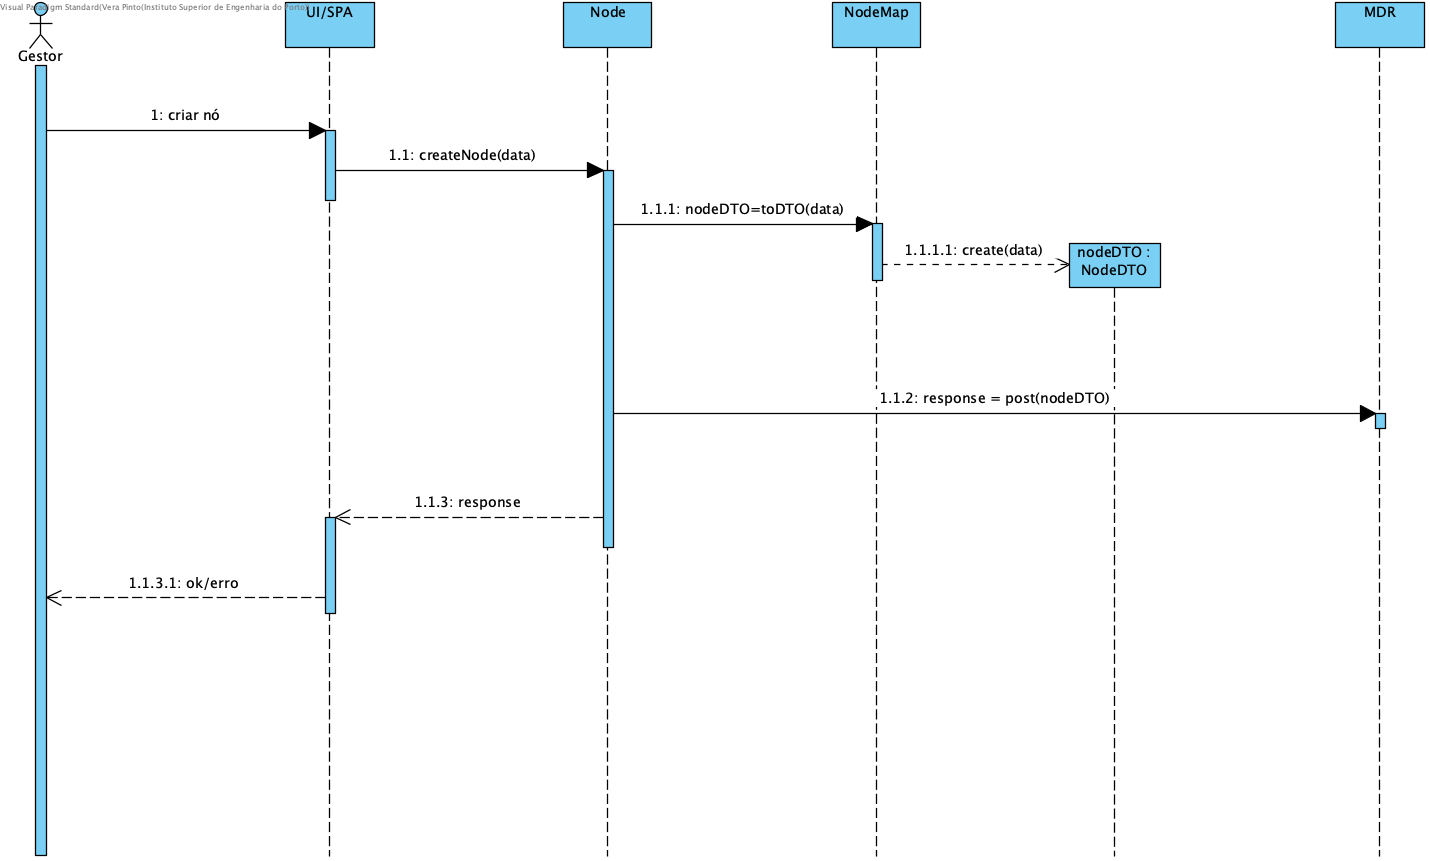 Visual Paradigm Standard(Vera Pinto(Instituto Superior de Engenharia do Porto))
UI/SPA
Node
NodeMap
MDR
Gestor
1: criar nó
1.1: createNode(data)
1.1.1: nodeDTO=toDTO(data)
1.1.1.1: create(data)
nodeDTO :
NodeDTO
1.1.2: response = post(nodeDTO)
1.1.3: response
1.1.3.1: ok/erro